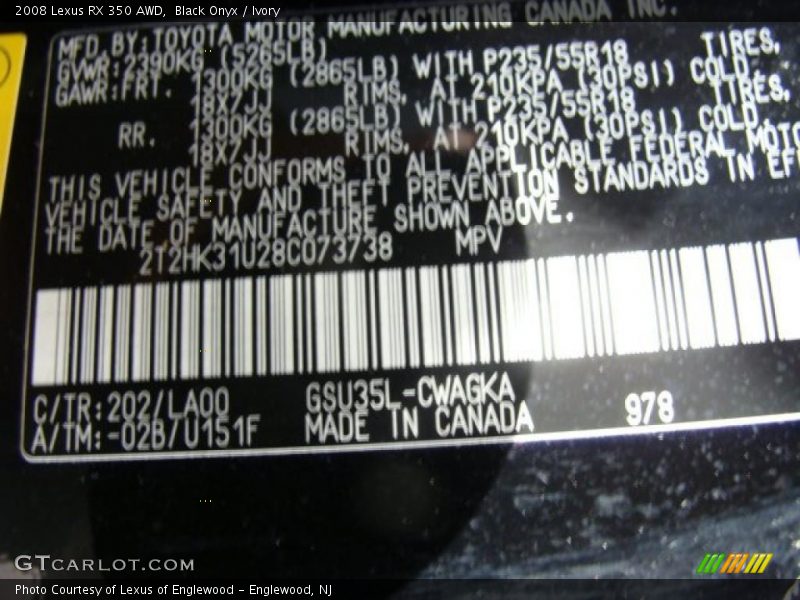 2008 Lexus RX 350 AWD, Black Onyx / Ivory
MFD. BY: TOYOTA MOTOR MANUFACTURING CANADA INC.
GVWR: 2390KG (5265LB)
GAWR: FRT. 1300KG (2865LB) WITH P235/55R18 TIRES,
18X7JJ RIMS, AT 210KPA (30PSI) COLD.
RR. 1300KG (2865LB) WITH P235/55R18 TIRES,
18X7JJ RIMS, AT 210KPA (30PSI) COLD.
THIS VEHICLE CONFORMS TO ALL APPLICABLE FEDERAL MOTO
VEHICLE SAFETY AND THEFT PREVENTION STANDARDS IN EF
THE DATE OF MANUFACTURE SHOWN ABOVE.
2T2HK31U28C073738 MPV
C/TR: 202/LA00 GSU35L-CWAGKA
A/TM: -02B/U151F MADE IN CANADA 978
GTCARLOT.COM
Photo Courtesy of Lexus of Englewood – Englewood, NJ